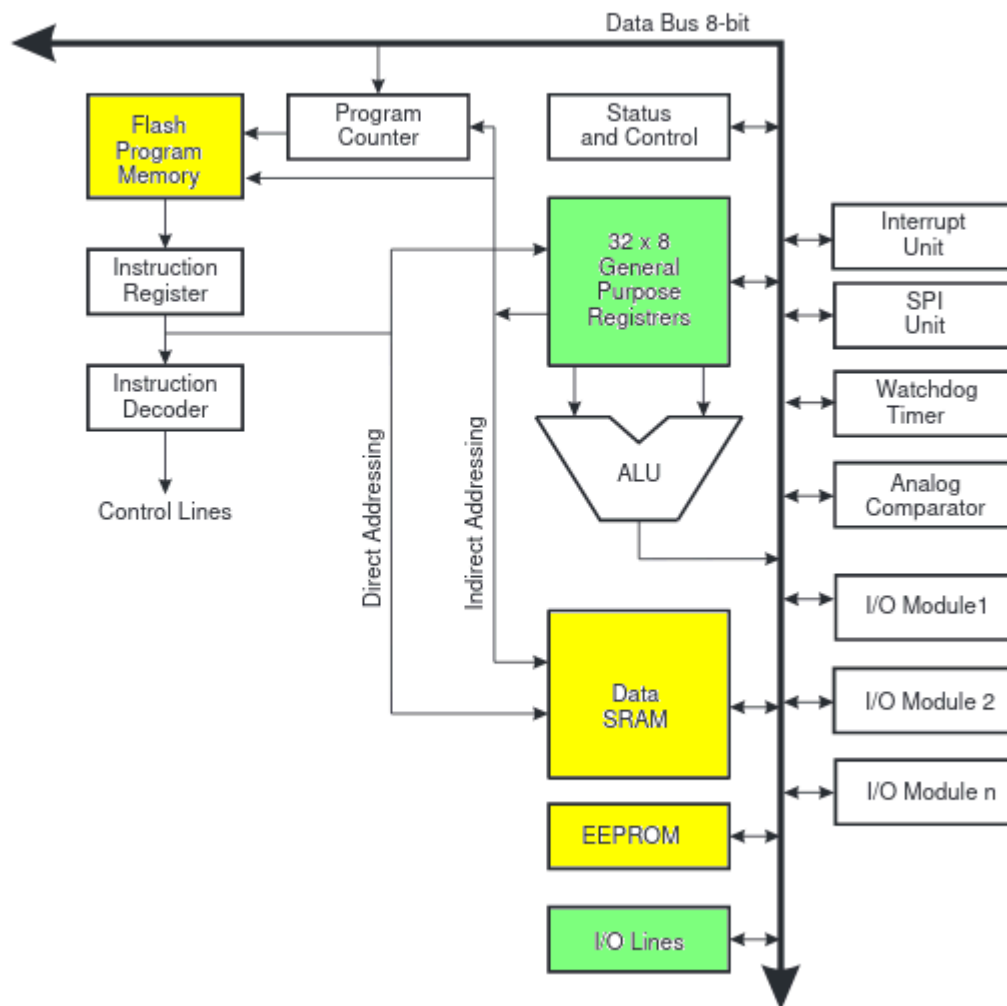 Data Bus 8-bit
Flash
Program
Memory
Program
Counter
Status
and Control
32 x 8
General
Purpose
Registrers
Interrupt
Unit
Instruction
Register
SPI
Unit
Instruction
Decoder
Watchdog
Timer
ALU
Control Lines
Direct Addressing
Indirect Addressing
Analog
Comparator
I/O Module1
Data
SRAM
I/O Module 2
I/O Module n
EEPROM
I/O Lines